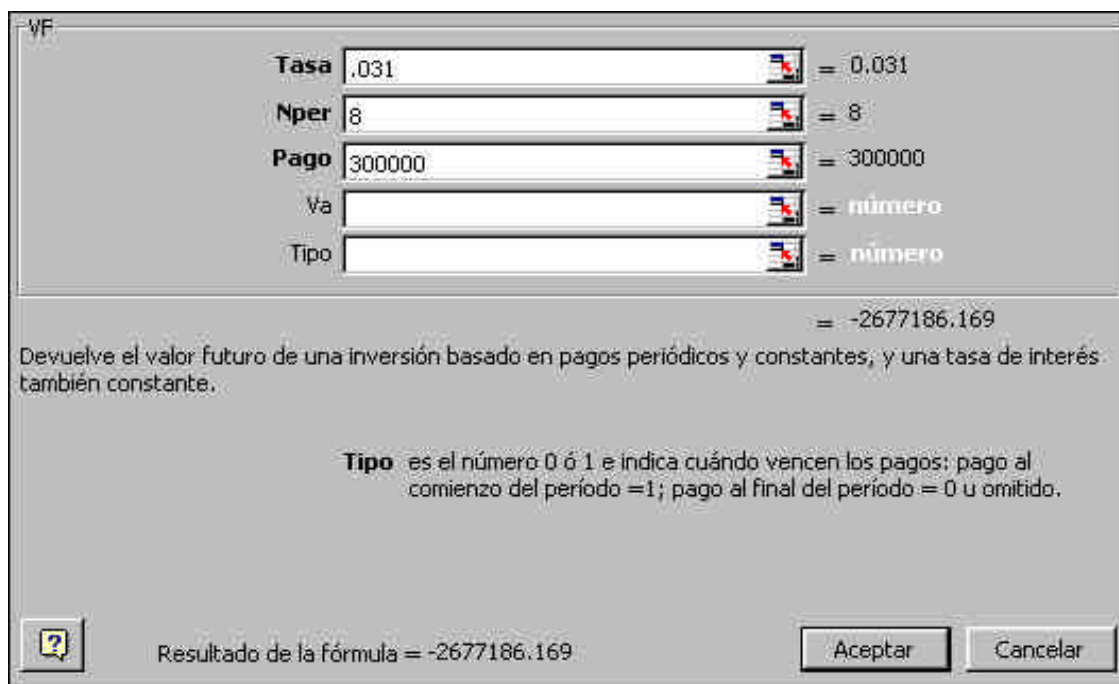 VF
Tasa .031 = 0.031
Nper 8 = 8
Pago 300000 = 300000
Va = número
Tipo = número
= -2677186.169
Devuelve el valor futuro de una inversión basado en pagos periódicos y constantes, y una tasa de interés
también constante.
Tipo es el número 0 ó 1 e indica cuándo vencen los pagos: pago al
comienzo del período =1; pago al final del período = 0 u omitido.
? Resultado de la fórmula = -2677186.169 Aceptar Cancelar